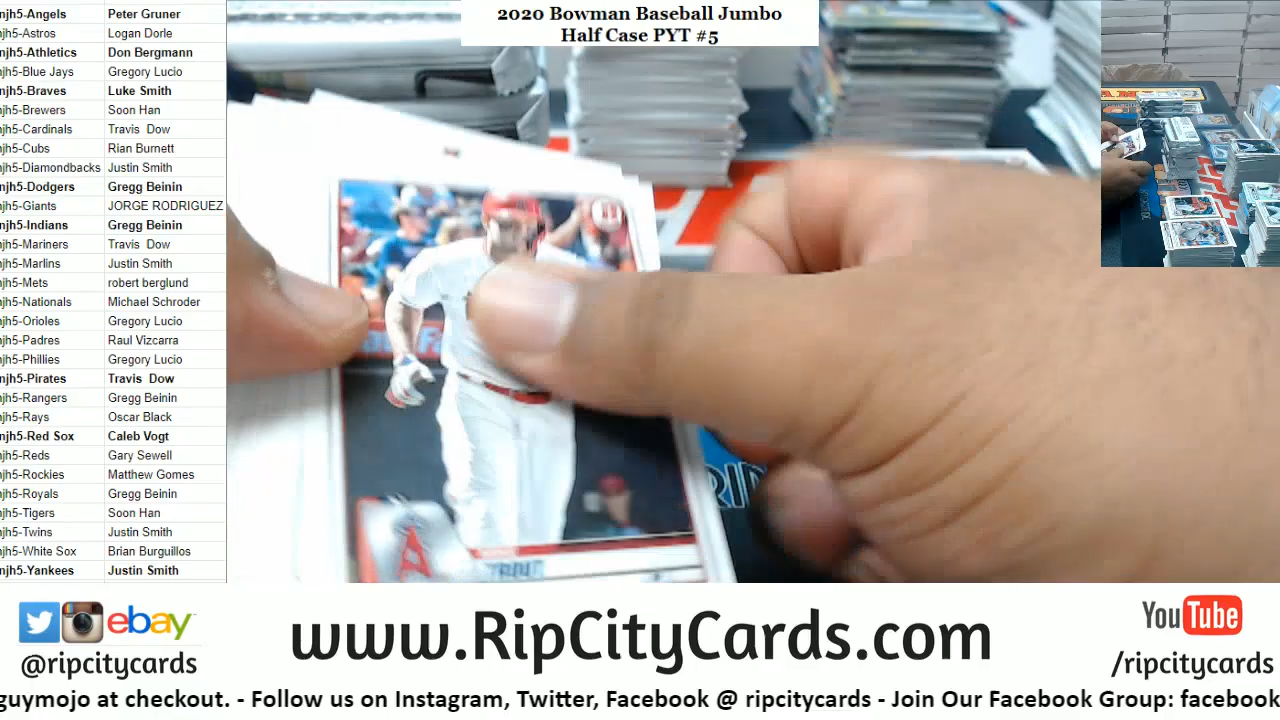 2020 Bowman Baseball Jumbo
Half Case PYT #5
njh5-Angels Peter Gruner
njh5-Astros Logan Dorle
njh5-Athletics Don Bergmann
njh5-Blue Jays Gregory Lucio
njh5-Braves Luke Smith
njh5-Brewers Soon Han
njh5-Cardinals Travis Dow
njh5-Cubs Rian Burnett
njh5-Diamondbacks Justin Smith
njh5-Dodgers Gregg Beinin
njh5-Giants JORGE RODRIGUEZ
njh5-Indians Gregg Beinin
njh5-Mariners Travis Dow
njh5-Marlins Justin Smith
njh5-Mets robert berglund
njh5-Nationals Michael Schroder
njh5-Orioles Gregory Lucio
njh5-Padres Raul Vizcarra
njh5-Phillies Gregory Lucio
njh5-Pirates Travis Dow
njh5-Rangers Gregg Beinin
njh5-Rays Oscar Black
njh5-Red Sox Caleb Vogt
njh5-Reds Gary Sewell
njh5-Rockies Matthew Gomes
njh5-Royals Gregg Beinin
njh5-Tigers Soon Han
njh5-Twins Justin Smith
njh5-White Sox Brian Burguillos
njh5-Yankees Justin Smith
TROUT
A
ebay
@ripcitycards
www.RipCityCards.com
YouTube
/ripcitycards
guymojo at checkout. - Follow us on Instagram, Twitter, Facebook @ ripcitycards - Join Our Facebook Group: facebook